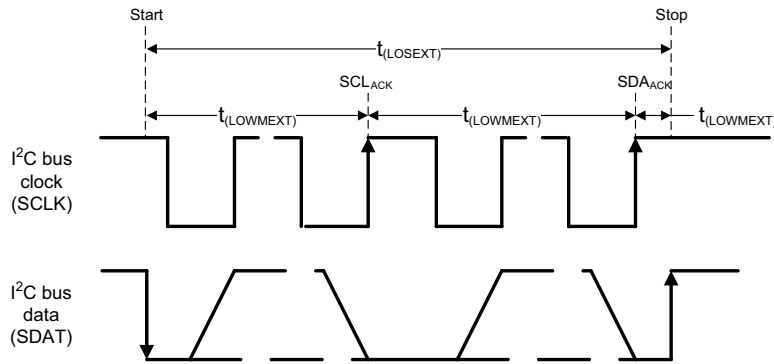 Start Stop
t(LOSEXT)
SCLACK SDAACK
t(LOWMEXT) t(LOWMEXT) t(LOWMEXT)
I2C bus
clock
(SCLK)
I2C bus
data
(SDAT)